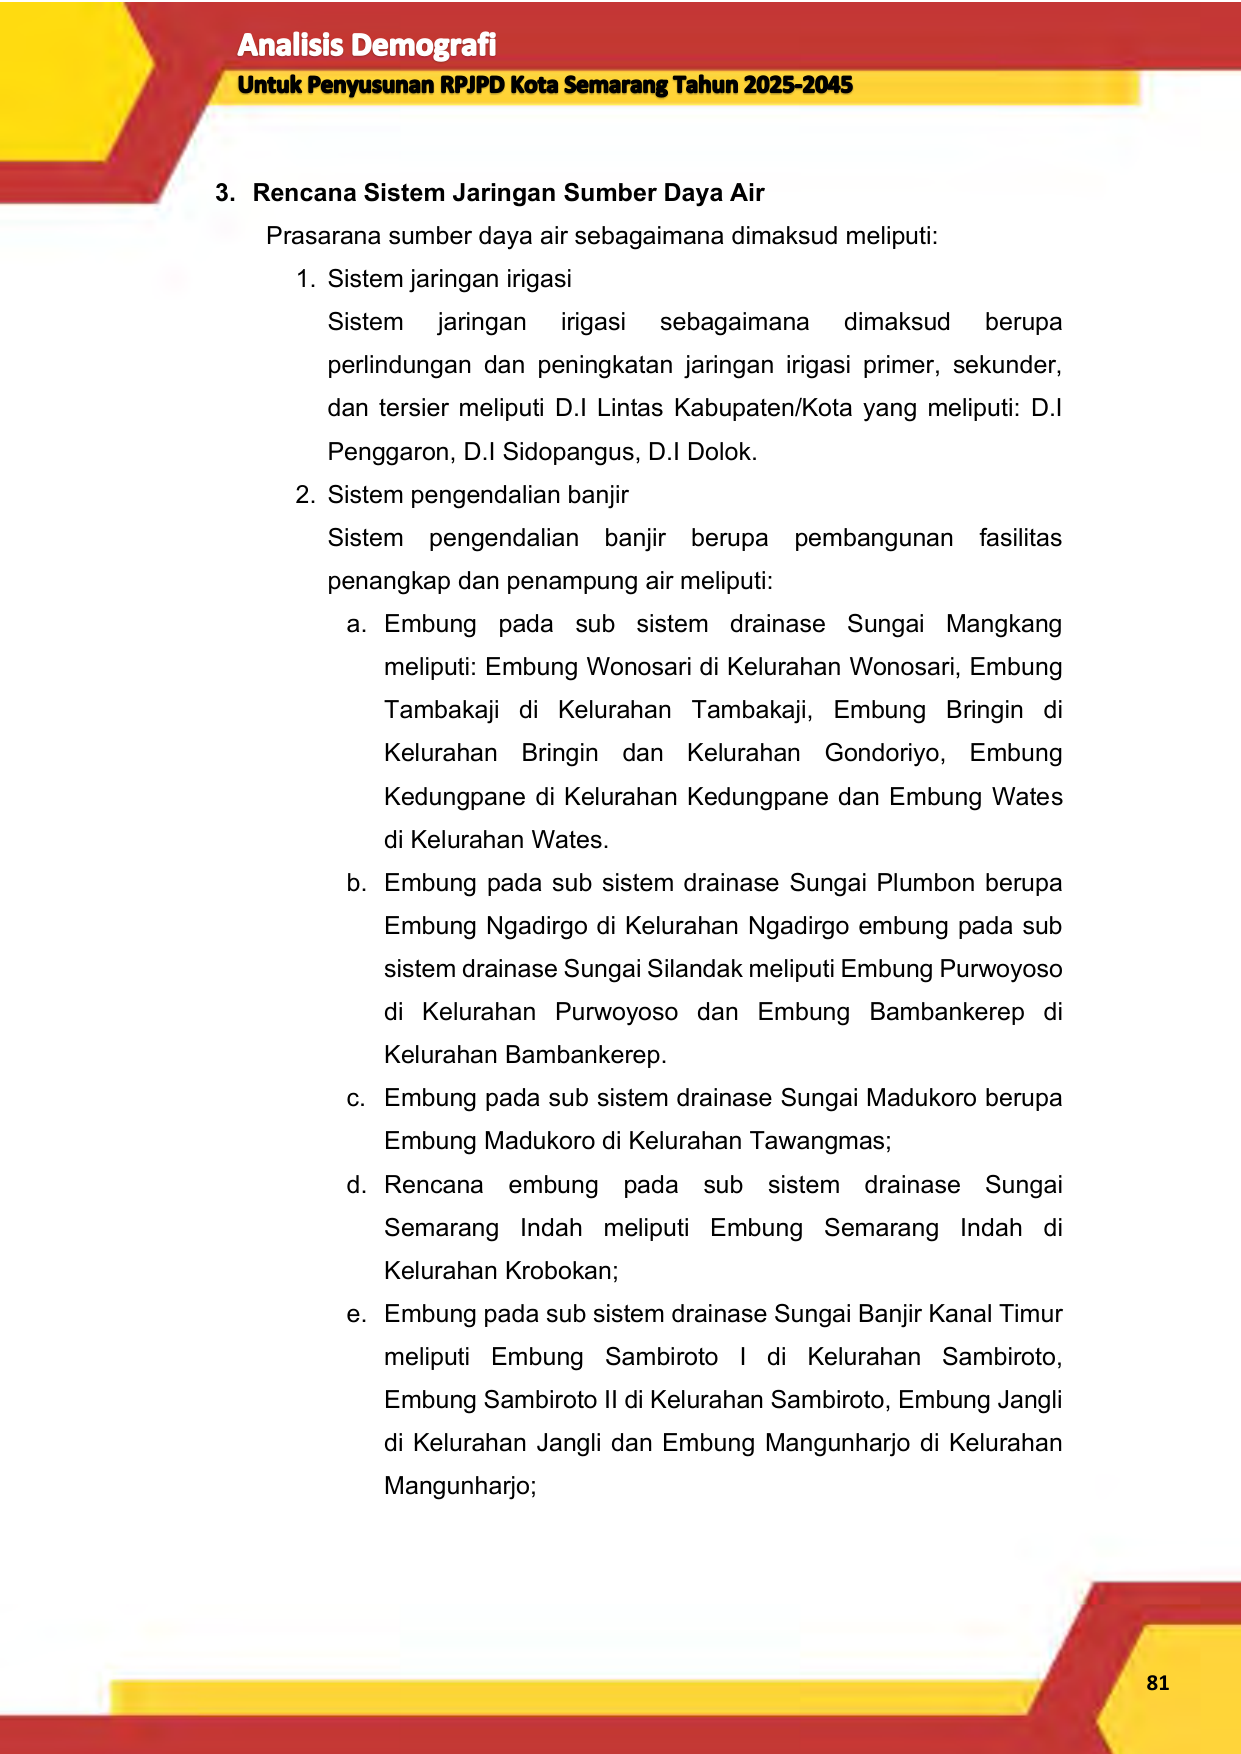 Analisis Demografi
Untuk Penyusunan RPJPD Kota Semarang Tahun 2025-2045
3. Rencana Sistem Jaringan Sumber Daya Air
Prasarana sumber daya air sebagaimana dimaksud meliputi:
1. Sistem jaringan irigasi
Sistem jaringan irigasi sebagaimana dimaksud berupa
perlindungan dan peningkatan jaringan irigasi primer, sekunder,
dan tersier meliputi D.I Lintas Kabupaten/Kota yang meliputi: D.I
Penggaron, D.I Sidopangus, D.I Dolok.
2. Sistem pengendalian banjir
Sistem pengendalian banjir berupa pembangunan fasilitas
penangkap dan penampung air meliputi:
a. Embung pada sub sistem drainase Sungai Mangkang
meliputi: Embung Wonosari di Kelurahan Wonosari, Embung
Tambakaji di Kelurahan Tambakaji, Embung Bringin di
Kelurahan Bringin dan Kelurahan Gondoriyo, Embung
Kedungpane di Kelurahan Kedungpane dan Embung Wates
di Kelurahan Wates.
b. Embung pada sub sistem drainase Sungai Plumbon berupa
Embung Ngadirgo di Kelurahan Ngadirgo embung pada sub
sistem drainase Sungai Silandak meliputi Embung Purwoyoso
di Kelurahan Purwoyoso dan Embung Bambankerep di
Kelurahan Bambankerep.
c. Embung pada sub sistem drainase Sungai Madukoro berupa
Embung Madukoro di Kelurahan Tawangmas;
d. Rencana embung pada sub sistem drainase Sungai
Semarang Indah meliputi Embung Semarang Indah di
Kelurahan Krobokan;
e. Embung pada sub sistem drainase Sungai Banjir Kanal Timur
meliputi Embung Sambiroto I di Kelurahan Sambiroto,
Embung Sambiroto II di Kelurahan Sambiroto, Embung Jangli
di Kelurahan Jangli dan Embung Mangunharjo di Kelurahan
Mangunharjo;
81